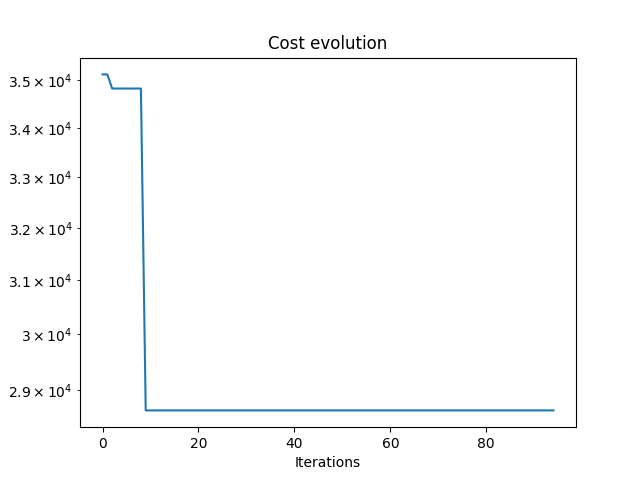 Cost evolution
3.5 × 10⁴
3.4 × 10⁴
3.3 × 10⁴
3.2 × 10⁴
3.1 × 10⁴
3 × 10⁴
2.9 × 10⁴
0 20 40 60 80
Iterations